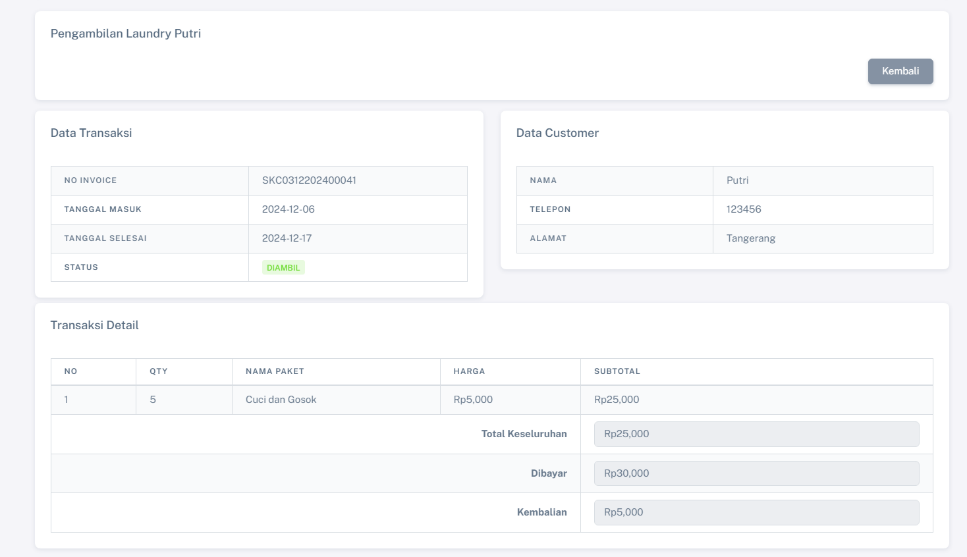 Pengambilan Laundry Putri
Kembali
Data Transaksi
NO INVOICE SKC0312202400041
TANGGAL MASUK 2024-12-06
TANGGAL SELESAI 2024-12-17
STATUS DIAMBIL
Data Customer
NAMA Putri
TELEPON 123456
ALAMAT Tangerang
Transaksi Detail
NO QTY NAMA PAKET HARGA SUBTOTAL
1 5 Cuci dan Gosok Rp5,000 Rp25,000
Total Keseluruhan Rp25,000
Dibayar Rp30,000
Kembalian Rp5,000